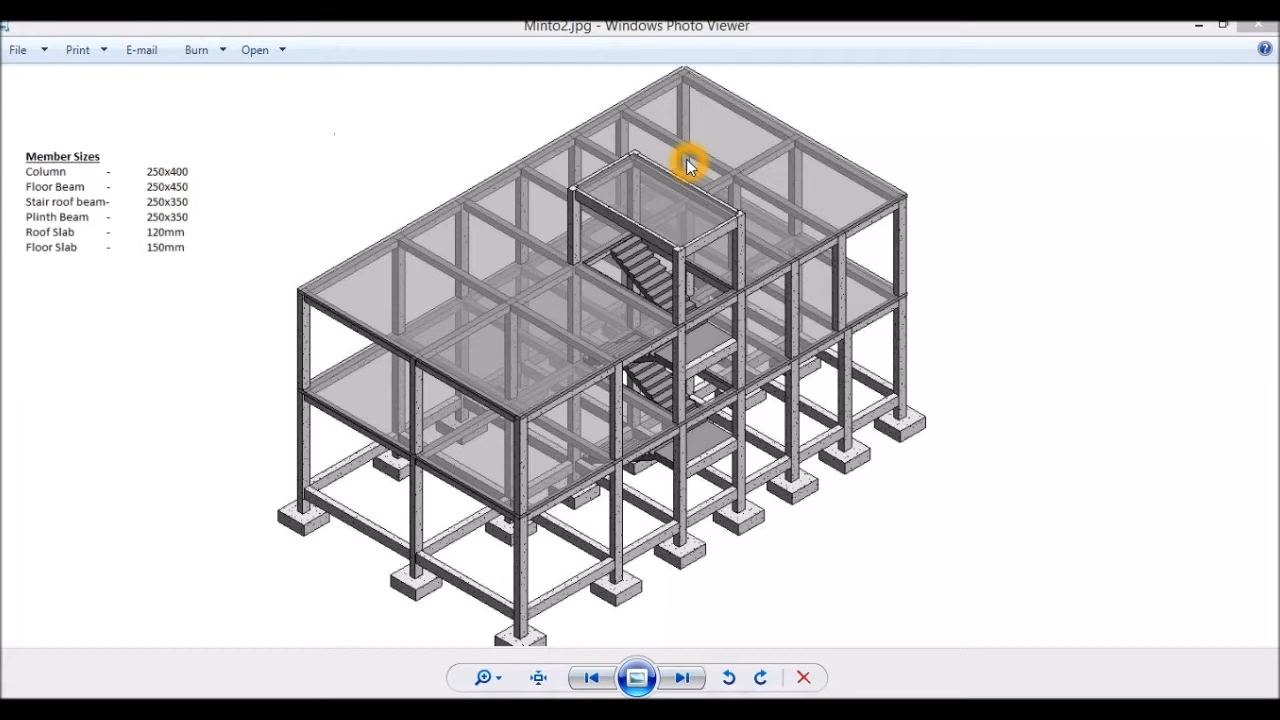 Minto2.jpg - Windows Photo Viewer
File Print E-mail Burn Open
Member Sizes
Column - 250x400
Floor Beam - 250x450
Stair roof beam- 250x350
Plinth Beam - 250x350
Roof Slab - 120mm
Floor Slab - 150mm